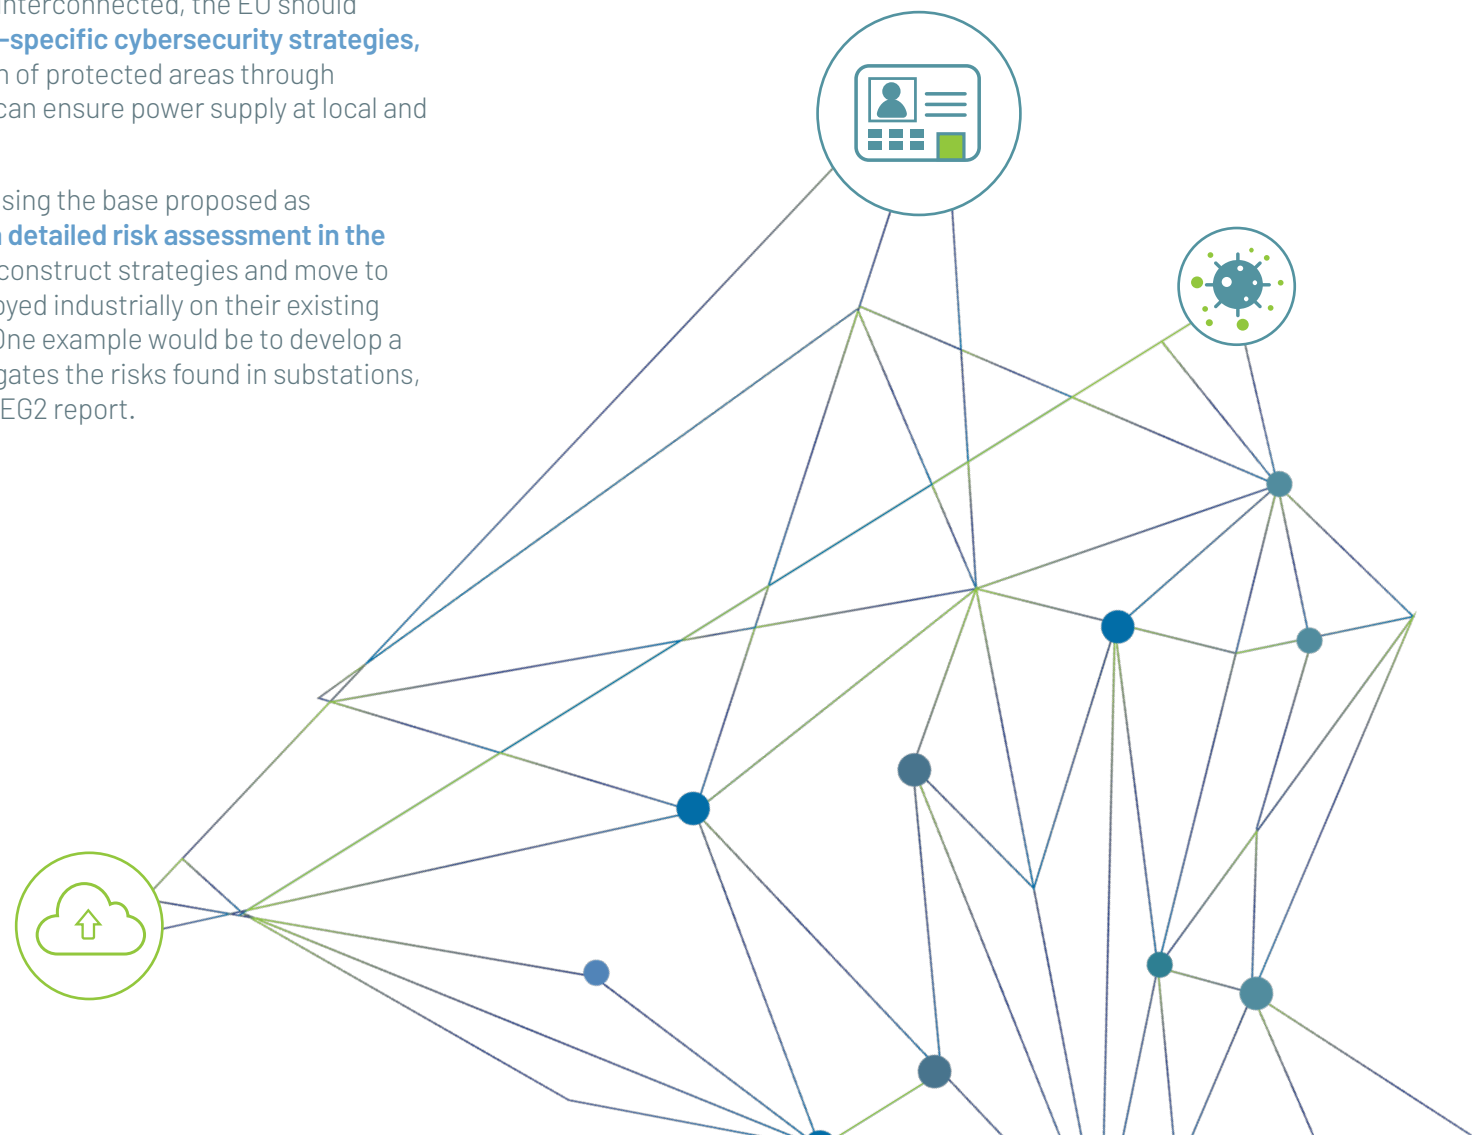 interconnected, the EU should
-specific cybersecurity strategies,
n of protected areas through
can ensure power supply at local and
sing the base proposed as
detailed risk assessment in the
construct strategies and move to
oyed industrially on their existing
One example would be to develop a
gates the risks found in substations,
EG2 report.